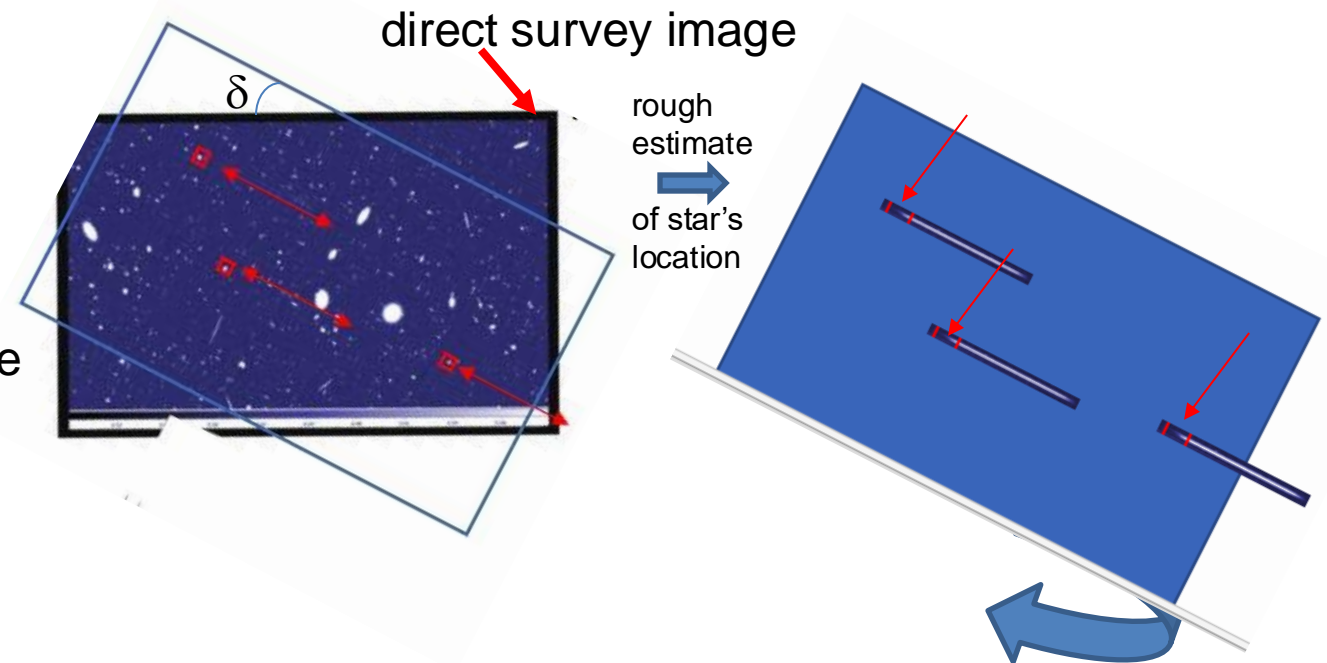 direct survey image
δ
rough
estimate
of star’s
location
e